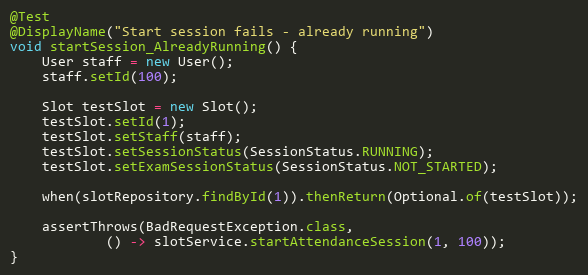 @Test
@DisplayName("Start session fails - already running")
void startSession_AlreadyRunning() {
    User staff = new User();
    staff.setId(100);

    Slot testSlot = new Slot();
    testSlot.setId(1);
    testSlot.setStaff(staff);
    testSlot.setSessionStatus(SessionStatus.RUNNING);
    testSlot.setExamSessionStatus(SessionStatus.NOT_STARTED);

    when(slotRepository.findById(1)).thenReturn(Optional.of(testSlot));

    assertThrows(BadRequestException.class,
            () -> slotService.startAttendanceSession(1, 100));
}